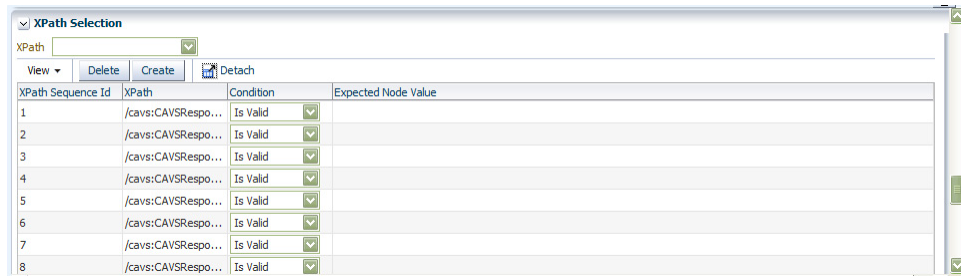 XPath Selection
XPath
View Delete Create Detach
XPath Sequence Id XPath Condition Expected Node Value
1 /cavs:CAVSRespo... Is Valid
2 /cavs:CAVSRespo... Is Valid
3 /cavs:CAVSRespo... Is Valid
4 /cavs:CAVSRespo... Is Valid
5 /cavs:CAVSRespo... Is Valid
6 /cavs:CAVSRespo... Is Valid
7 /cavs:CAVSRespo... Is Valid
8 /cavs:CAVSRespo... Is Valid